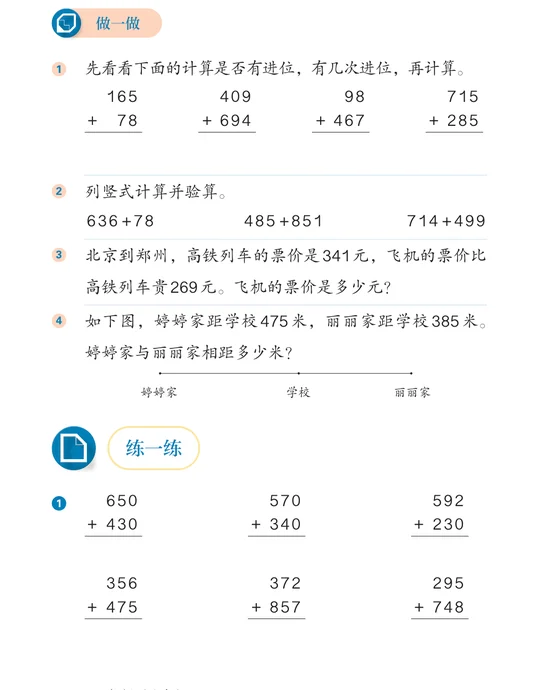 做一做
1 先看看下面的计算是否有进位，有几次进位，再计算。
165 409 98 715
+ 78 + 694 + 467 + 285
2 列竖式计算并验算。
636+78 485+851 714+499
3 北京到郑州，高铁列车的票价是341元，飞机的票价比
高铁列车贵269元。飞机的票价是多少元？
4 如下图，婷婷家距学校475米，丽丽家距学校385米。
婷婷家与丽丽家相距多少米？
婷婷家 学校 丽丽家
练一练
1 650 570 592
+ 430 + 340 + 230
356 372 295
+ 475 + 857 + 748